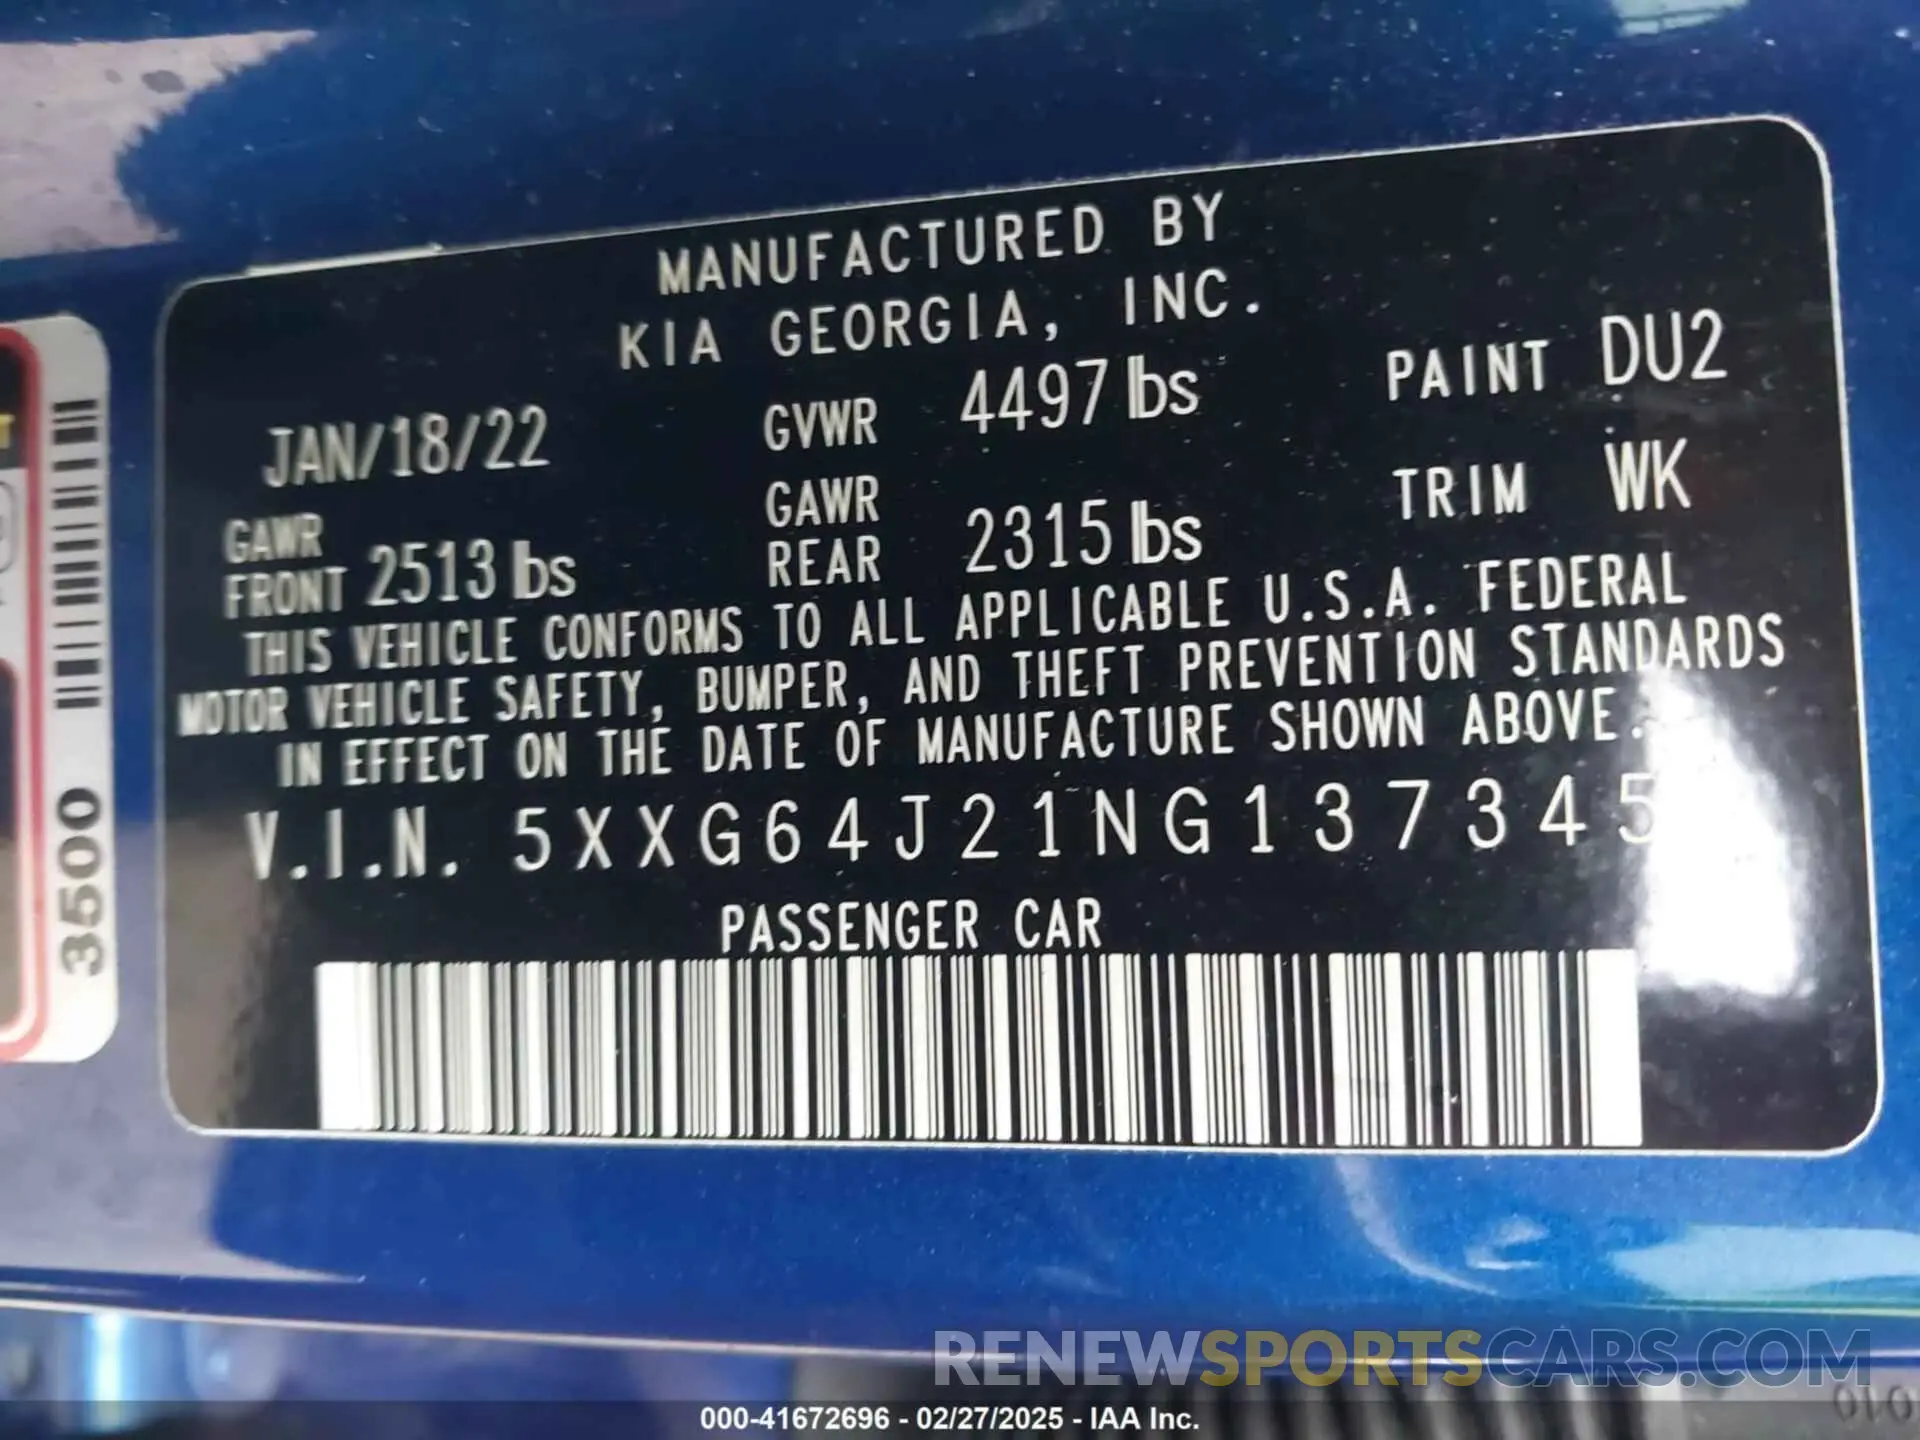 MANUFACTURED BY
KIA GEORGIA, INC.
JAN/18/22 GVWR 4497 lbs PAINT DU2
GAWR FRONT 2513 lbs GAWR REAR 2315 lbs TRIM WK
THIS VEHICLE CONFORMS TO ALL APPLICABLE U.S.A. FEDERAL
MOTOR VEHICLE SAFETY, BUMPER, AND THEFT PREVENTION STANDARDS
IN EFFECT ON THE DATE OF MANUFACTURE SHOWN ABOVE.
V.I.N. 5XXG64J21NG137345
PASSENGER CAR
3500
RENEWSPORTSCARS.COM
000-41672696 - 02/27/2025 - IAA Inc.